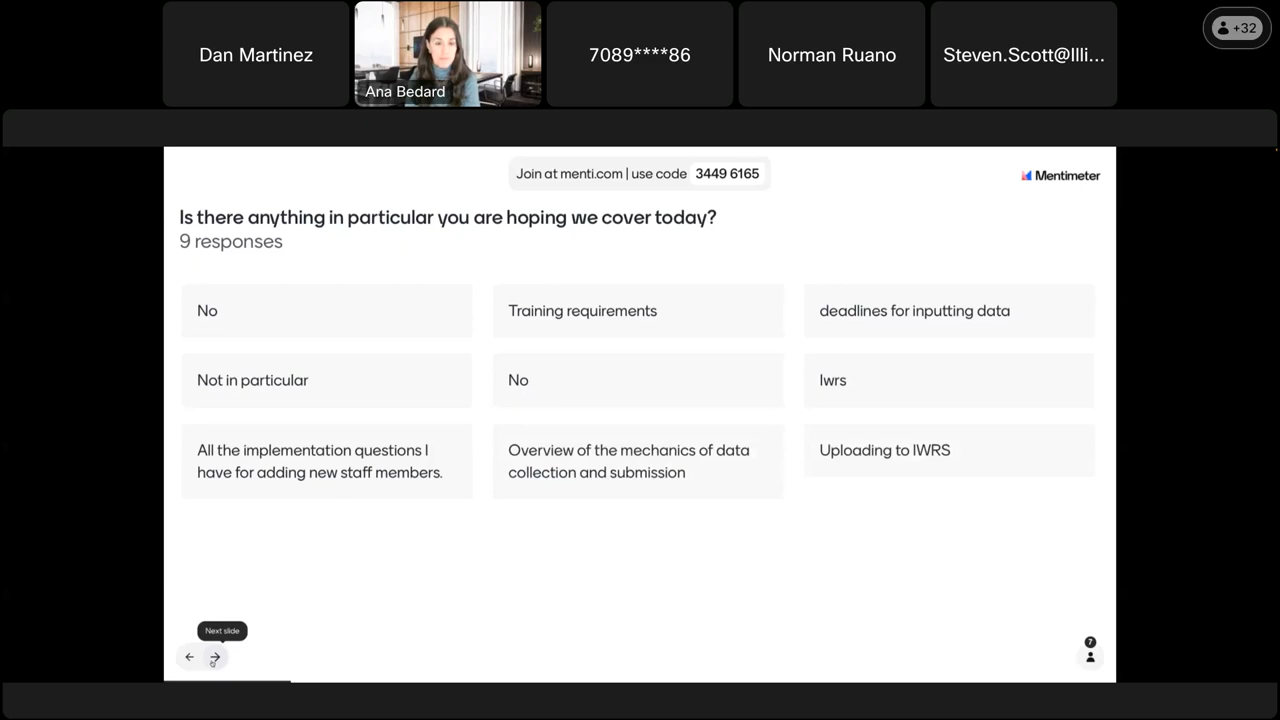 Dan Martinez
Ana Bedard
7089****86
Norman Ruano
Steven.Scott@Illi...
+32
Join at menti.com | use code 3449 6165
Mentimeter
Is there anything in particular you are hoping we cover today?
9 responses
No
Training requirements
deadlines for inputting data
Not in particular
No
Iwrs
All the implementation questions I
have for adding new staff members.
Overview of the mechanics of data
collection and submission
Uploading to IWRS
Next slide
7